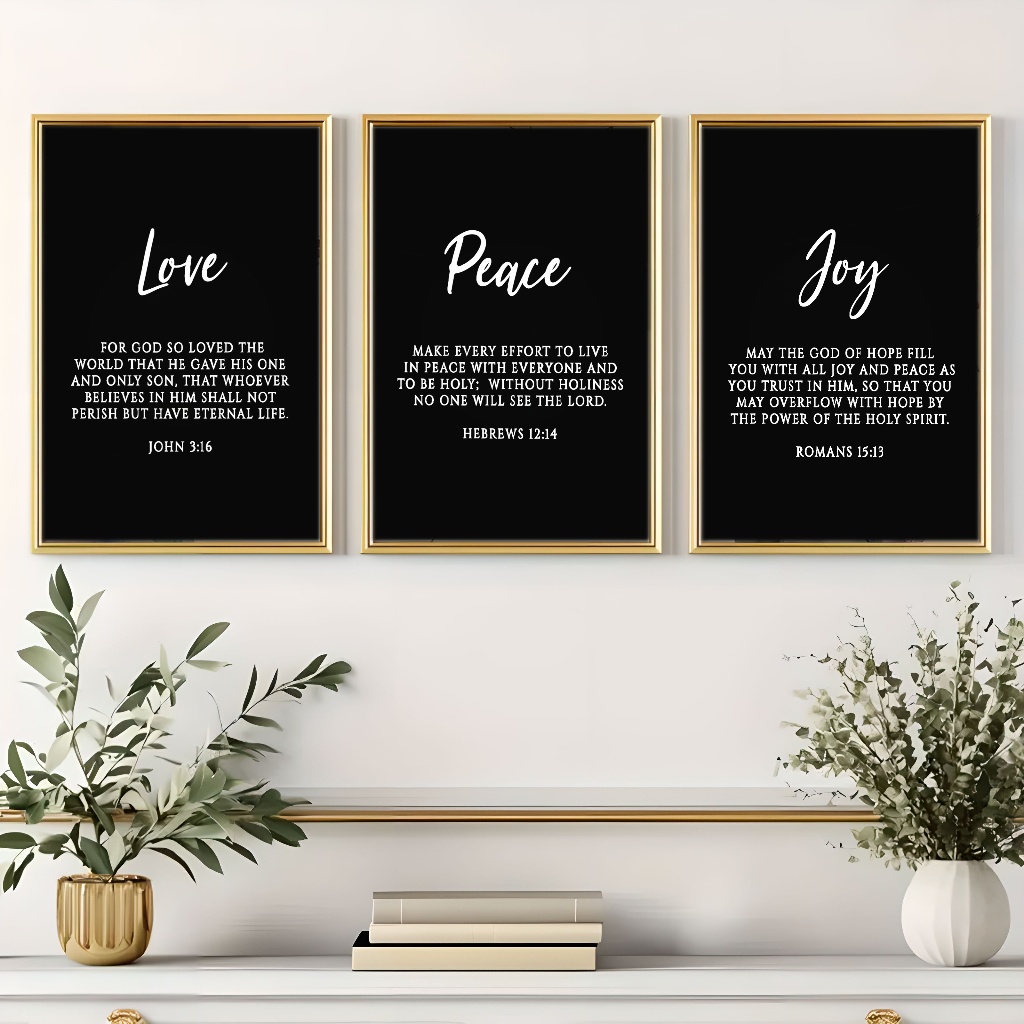 Love
FOR GOD SO LOVED THE
WORLD THAT HE GAVE HIS ONE
AND ONLY SON, THAT WHOEVER
BELIEVES IN HIM SHALL NOT
PERISH BUT HAVE ETERNAL LIFE.
JOHN 3:16
Peace
MAKE EVERY EFFORT TO LIVE
IN PEACE WITH EVERYONE AND
TO BE HOLY;  WITHOUT HOLINESS
NO ONE WILL SEE THE LORD.
HEBREWS 12:14
Joy
MAY THE GOD OF HOPE FILL
YOU WITH ALL JOY AND PEACE AS
YOU TRUST IN HIM, SO THAT YOU
MAY OVERFLOW WITH HOPE BY
THE POWER OF THE HOLY SPIRIT.
ROMANS 15:13